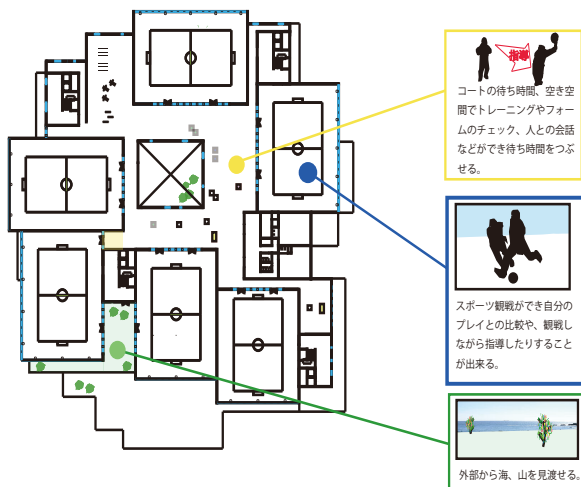 指導
コートの待ち時間、空き空
間でトレーニングやフォー
ムのチェック、人との会話
などができ待ち時間をつぶ
せる。
スポーツ観戦ができ自分の
プレイとの比較や、観戦し
ながら指導したりすること
が出来る。
外部から海、山を見渡せる。